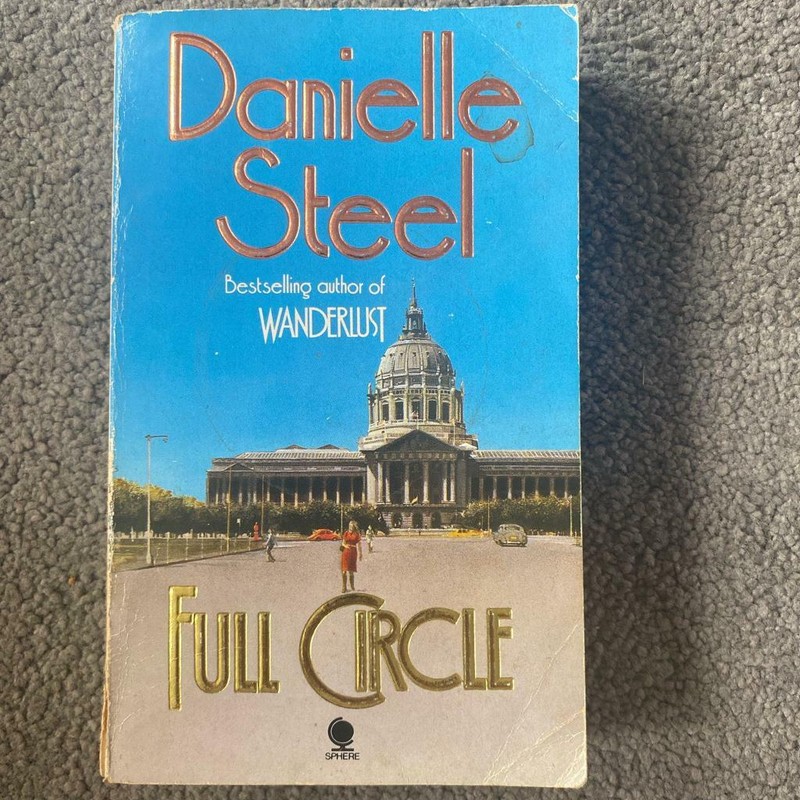 Danielle
Steel
Bestselling author of
WANDERLUST
FULL CIRCLE
SPHERE